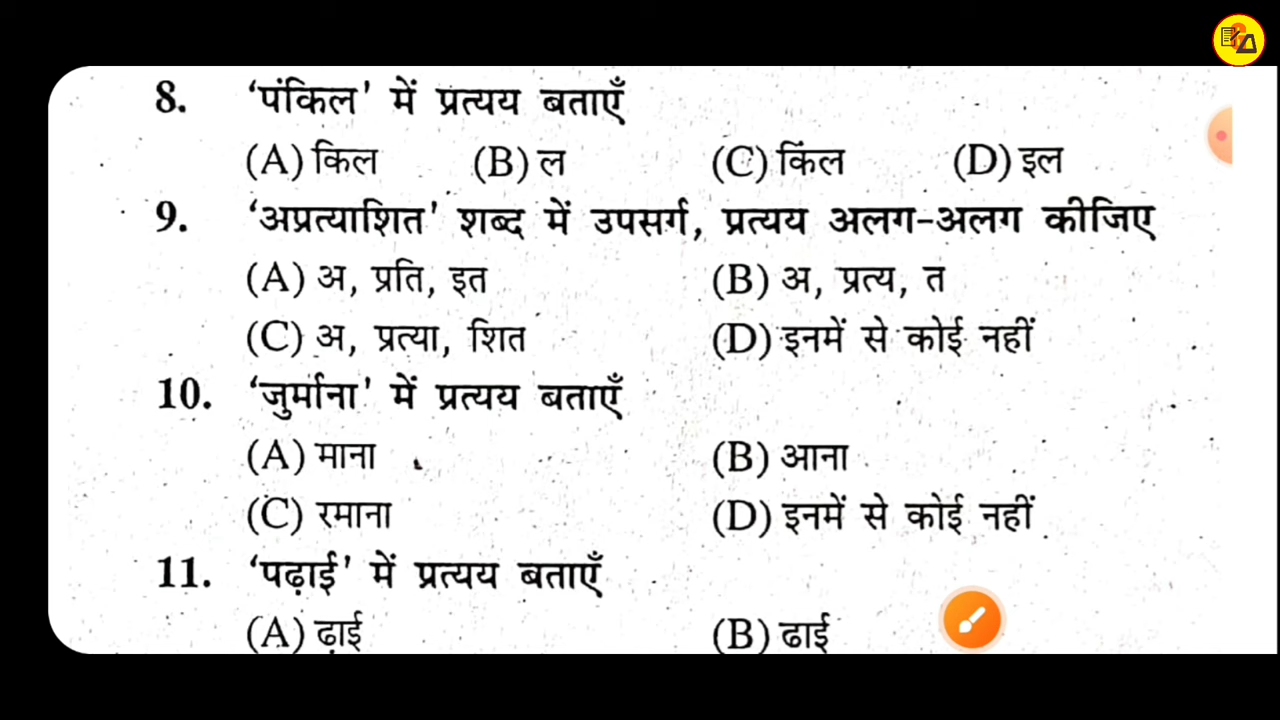 8. 'पंकिल' में प्रत्यय बताएँ
(A) किल (B) ल (C) किंल (D) इल
9. 'अप्रत्याशित' शब्द में उपसर्ग, प्रत्यय अलग-अलग कीजिए
(A) अ, प्रति, इत (B) अ, प्रत्य, त
(C) अ, प्रत्या, शित (D) इनमें से कोई नहीं
10. 'जुर्माना' में प्रत्यय बताएँ
(A) माना (B) आना
(C) रमाना (D) इनमें से कोई नहीं
11. 'पढ़ाई' में प्रत्यय बताएँ
(A) ढ़ाई (B) ढाई